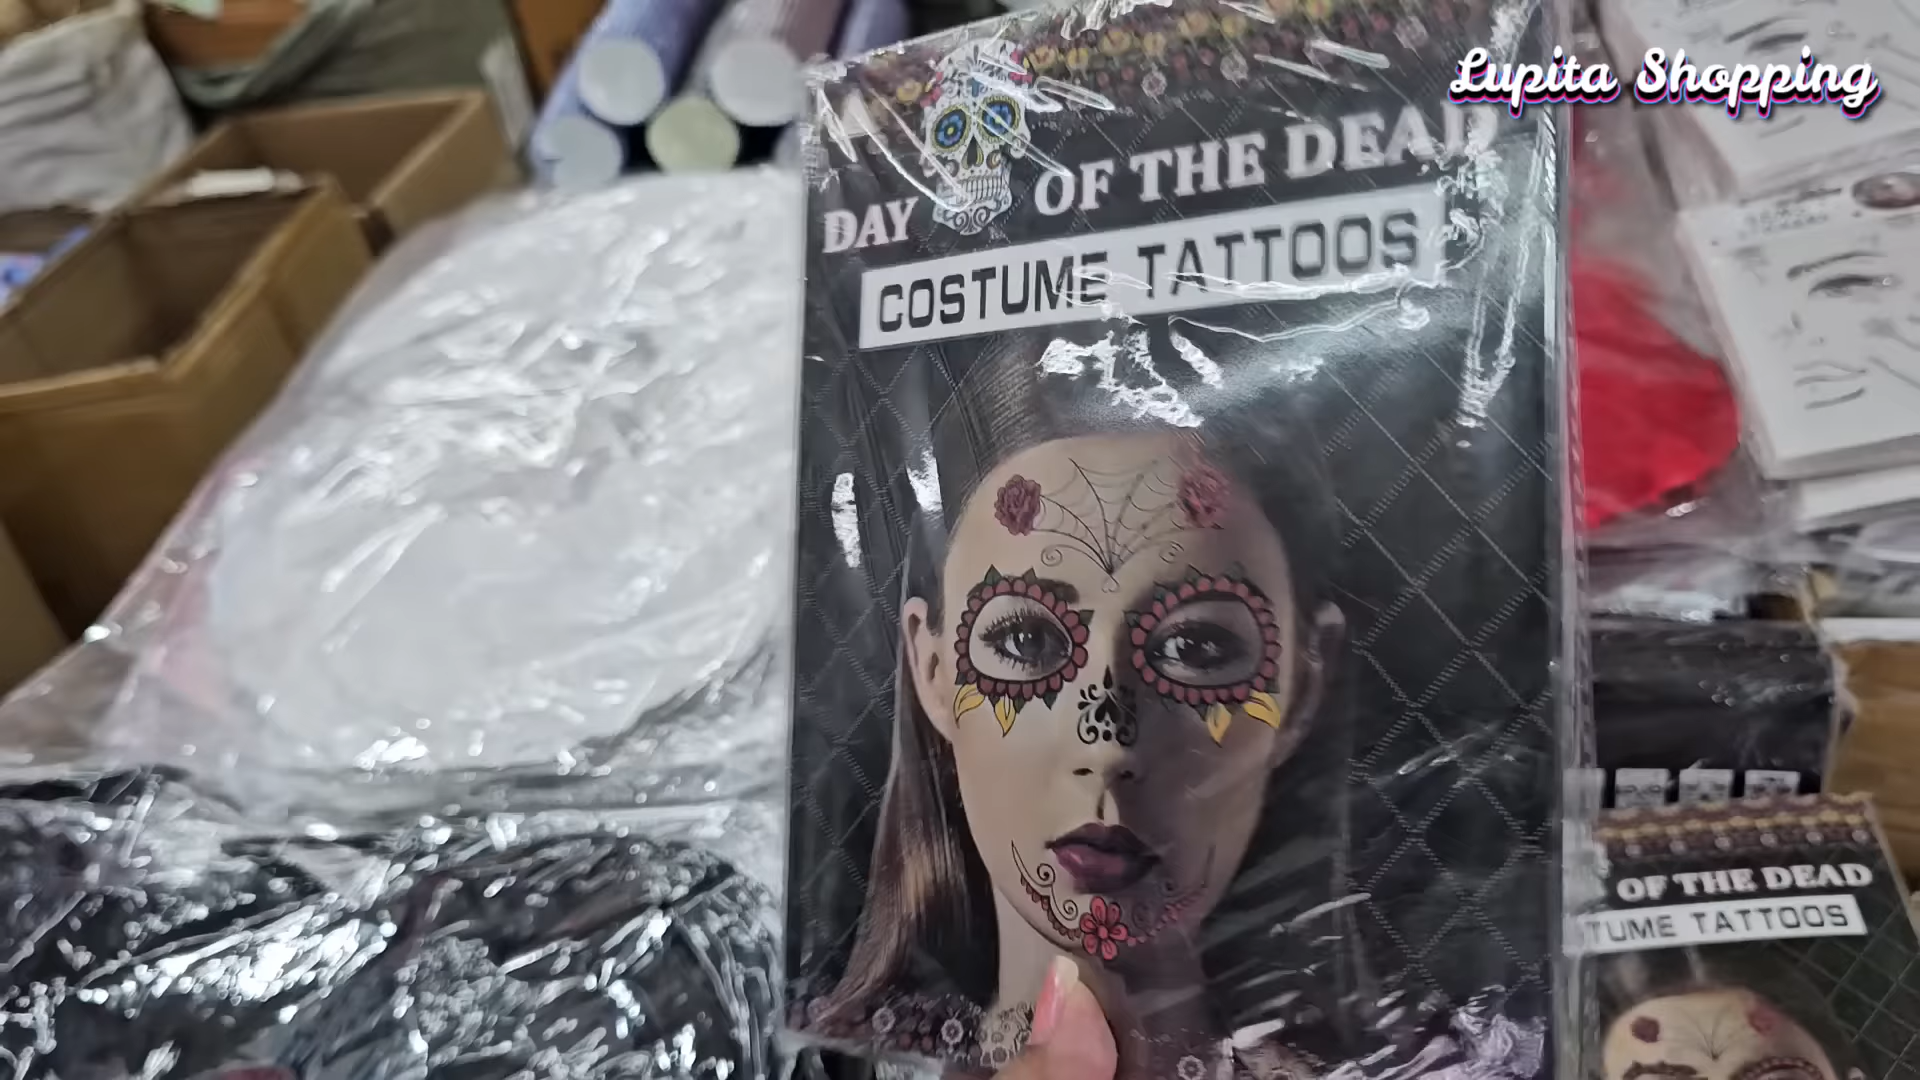 Lupita Shopping
DAY OF THE DEAD
COSTUME TATTOOS
OF THE DEAD
TUME TATTOOS